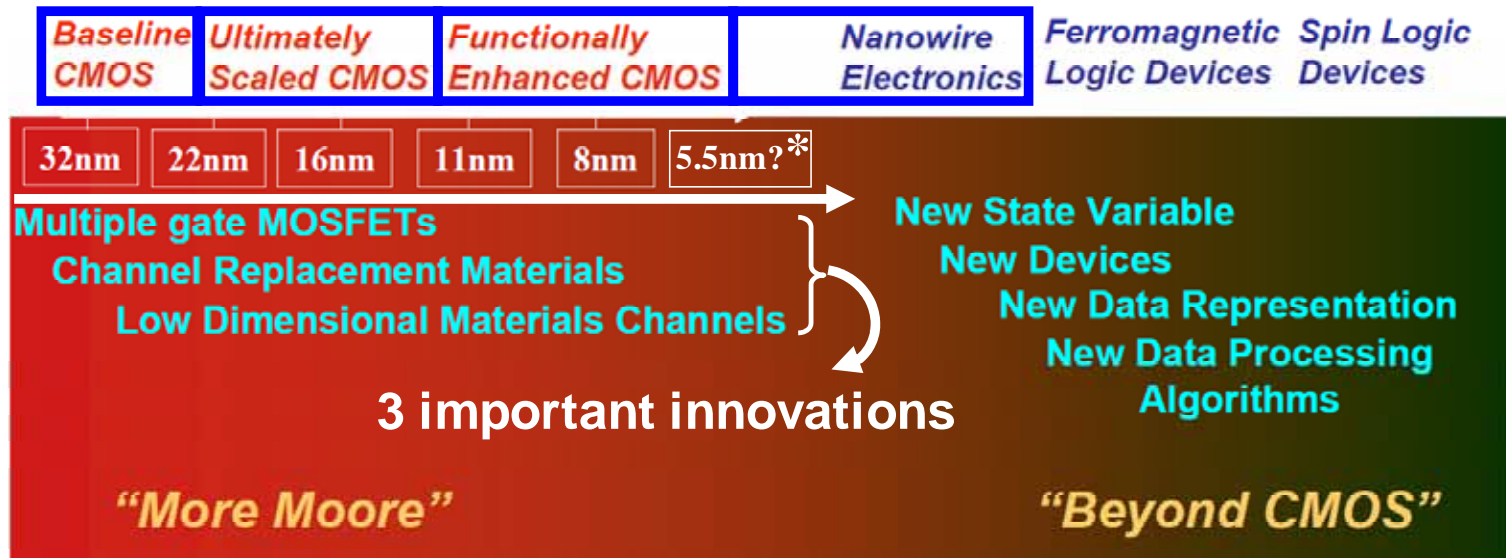 Baseline
CMOS
Ultimately
Scaled CMOS
Functionally
Enhanced CMOS
Nanowire
Electronics
Ferromagnetic
Logic Devices
Spin Logic
Devices
32nm
22nm
16nm
11nm
8nm
5.5nm?*
Multiple gate MOSFETs
Channel Replacement Materials
Low Dimensional Materials Channels
3 important innovations
New State Variable
New Devices
New Data Representation
New Data Processing
Algorithms
“More Moore”
“Beyond CMOS”